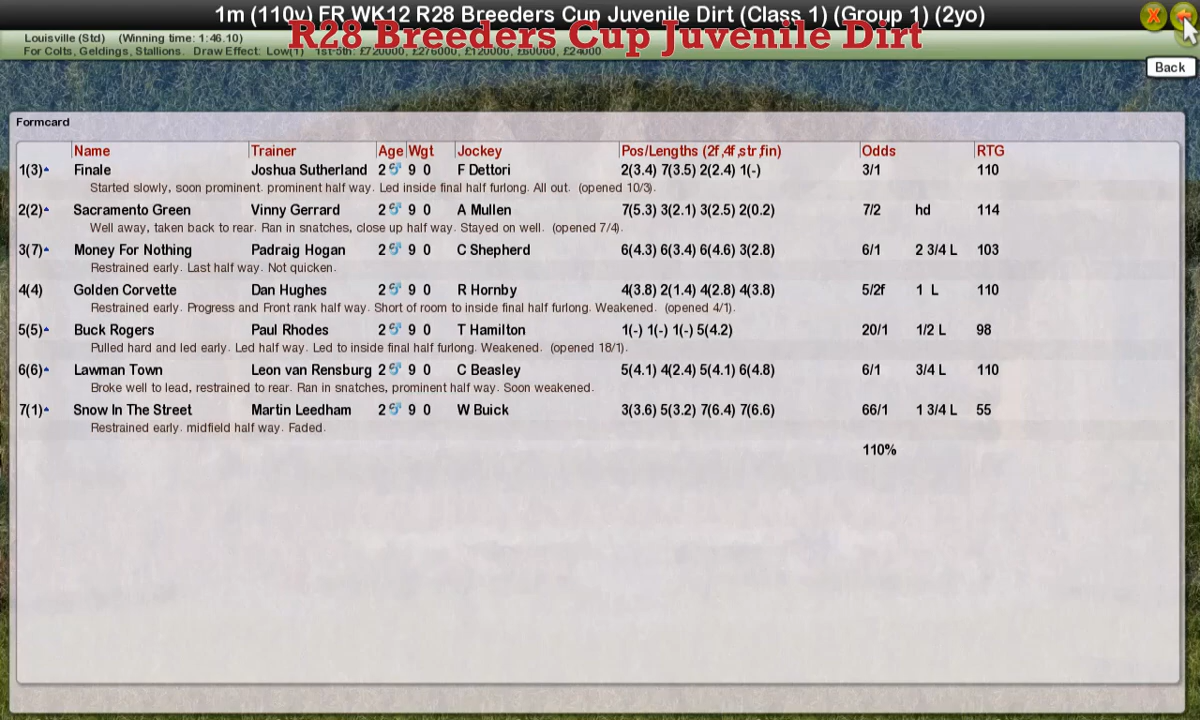 1m (110y) FR WK12 R28 Breeders Cup Juvenile Dirt (Class 1) (Group 1) (2yo)
R28 Breeders Cup Juvenile Dirt
Louisville (Std) (Winning time: 1:46.10)
For Colts, Geldings, Stallions. Draw Effect: Low(1) 1st-5th: £720000, £276000, £120000, £60000, £24000
X
Back
Formcard
Name Trainer Age Wgt Jockey Pos/Lengths (2f,4f,str,fin) Odds RTG
1(3) Finale Joshua Sutherland 2 9 0 F Dettori 2(3.4) 7(3.5) 2(2.4) 1(-) 3/1 110
Started slowly, soon prominent. prominent half way. Led inside final half furlong. All out. (opened 10/3).
2(2) Sacramento Green Vinny Gerrard 2 9 0 A Mullen 7(5.3) 3(2.1) 3(2.5) 2(0.2) 7/2 hd 114
Well away, taken back to rear. Ran in snatches, close up half way. Stayed on well. (opened 7/4).
3(7) Money For Nothing Padraig Hogan 2 9 0 C Shepherd 6(4.3) 6(3.4) 6(4.6) 3(2.8) 6/1 2 3/4 L 103
Restrained early. Last half way. Not quicken.
4(4) Golden Corvette Dan Hughes 2 9 0 R Hornby 4(3.8) 2(1.4) 4(2.8) 4(3.8) 5/2f 1 L 110
Restrained early. Progress and Front rank half way. Short of room to inside final half furlong. Weakened. (opened 4/1).
5(5) Buck Rogers Paul Rhodes 2 9 0 T Hamilton 1(-) 1(-) 1(-) 5(4.2) 20/1 1/2 L 98
Pulled hard and led early. Led half way. Led to inside final half furlong. Weakened. (opened 18/1).
6(6) Lawman Town Leon van Rensburg 2 9 0 C Beasley 5(4.1) 4(2.4) 5(4.1) 6(4.8) 6/1 3/4 L 110
Broke well to lead, restrained to rear. Ran in snatches, prominent half way. Soon weakened.
7(1) Snow In The Street Martin Leedham 2 9 0 W Buick 3(3.6) 5(3.2) 7(6.4) 7(6.6) 66/1 1 3/4 L 55
Restrained early. midfield half way. Faded.
110%